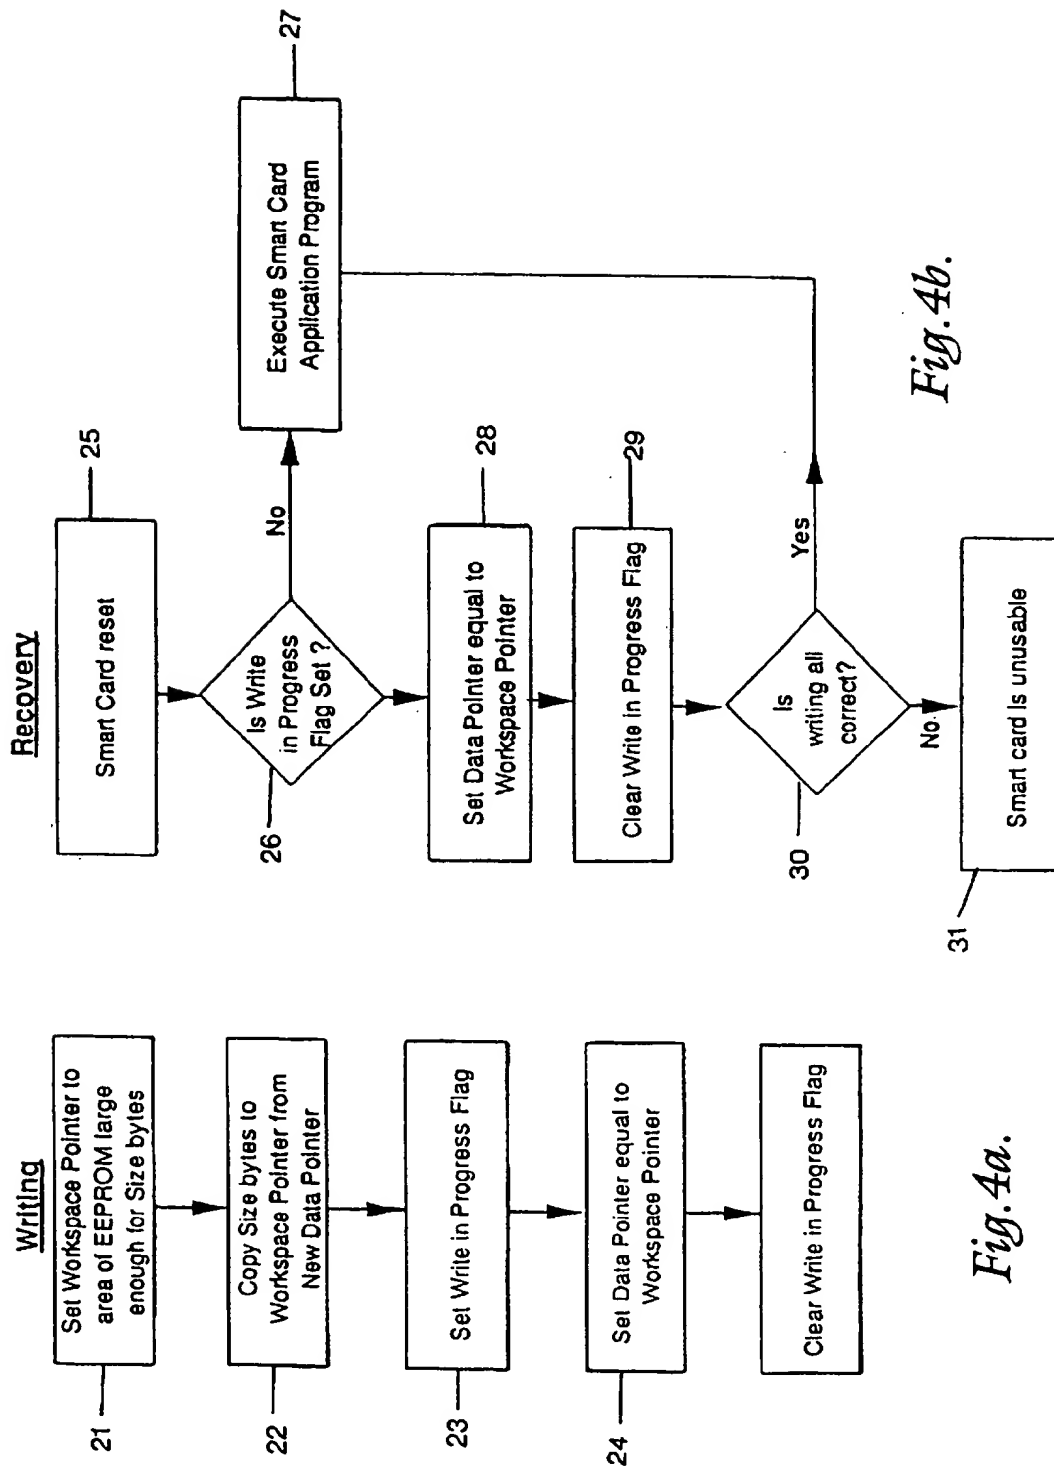 Writing
21
Set Workspace Pointer to
area of EEPROM large
enough for Size bytes
22
Copy Size bytes to
Workspace Pointer from
New Data Pointer
23
Set Write in Progress Flag
24
Set Data Pointer equal to
Workspace Pointer
Clear Write in Progress Flag
Fig.4a.
Recovery
Smart Card reset
25
26
Is Write
in Progress
Flag Set ?
No
Execute Smart Card
Application Program
27
Set Data Pointer equal to
Workspace Pointer
28
Clear Write in Progress Flag
29
30
Is
writing all
correct?
Yes
No
31
Smart card is unusable
Fig.4b.